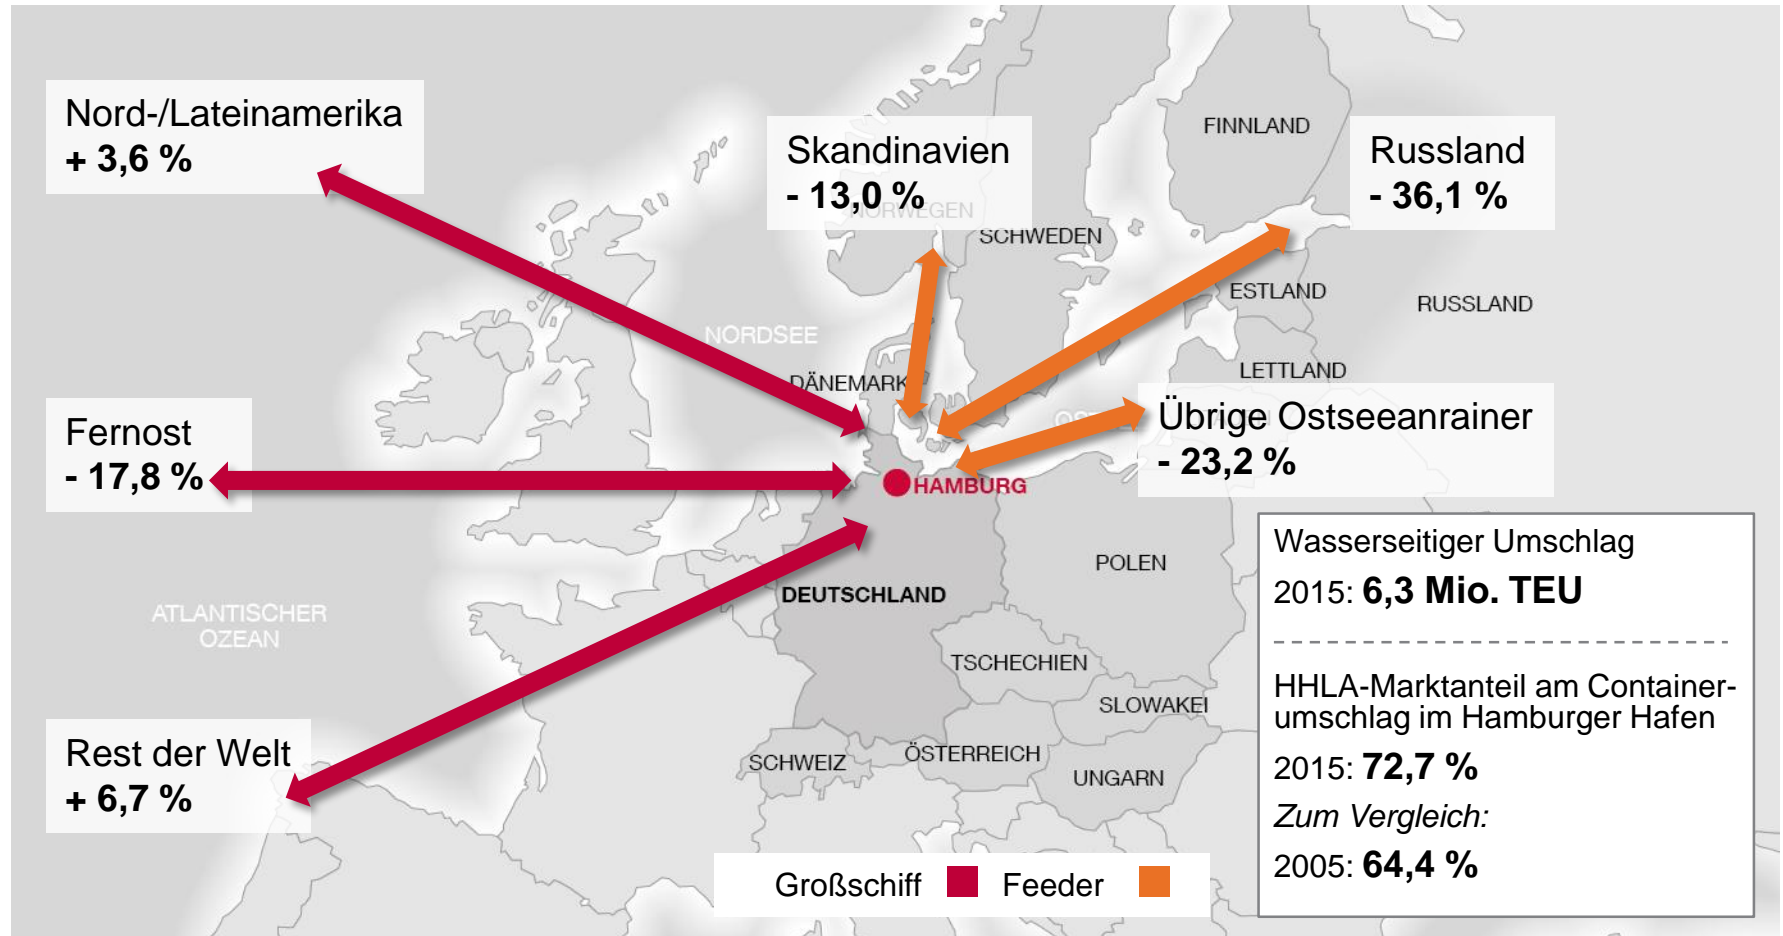 Nord-/Lateinamerika
+ 3,6 %
Skandinavien
- 13,0 %
Russland
- 36,1 %
FINNLAND
NORWEGEN
SCHWEDEN
ESTLAND
RUSSLAND
NORDSEE
LETTLAND
DÄNEMARK
Fernost
- 17,8 %
Übrige Ostseeanrainer
- 23,2 %
HAMBURG
POLEN
DEUTSCHLAND
ATLANTISCHER
OZEAN
TSCHECHIEN
SLOWAKEI
SCHWEIZ
ÖSTERREICH
UNGARN
Rest der Welt
+ 6,7 %
Wasserseitiger Umschlag
2015: 6,3 Mio. TEU
HHLA-Marktanteil am Container-
umschlag im Hamburger Hafen
2015: 72,7 %
Zum Vergleich:
2005: 64,4 %
Großschiff Feeder